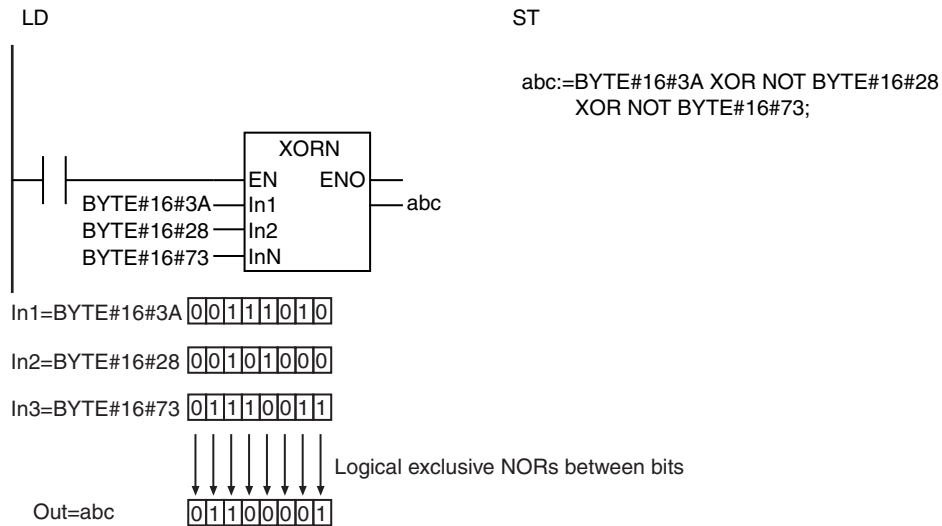 LD
ST
abc:=BYTE#16#3A XOR NOT BYTE#16#28
XOR NOT BYTE#16#73;
XORN
EN ENO
BYTE#16#3A In1 abc
BYTE#16#28 In2
BYTE#16#73 InN
In1=BYTE#16#3A 0 0 1 1 1 0 1 0
In2=BYTE#16#28 0 0 1 0 1 0 0 0
In3=BYTE#16#73 0 1 1 1 0 0 1 1
Logical exclusive NORs between bits
Out=abc 0 1 1 0 0 0 0 1